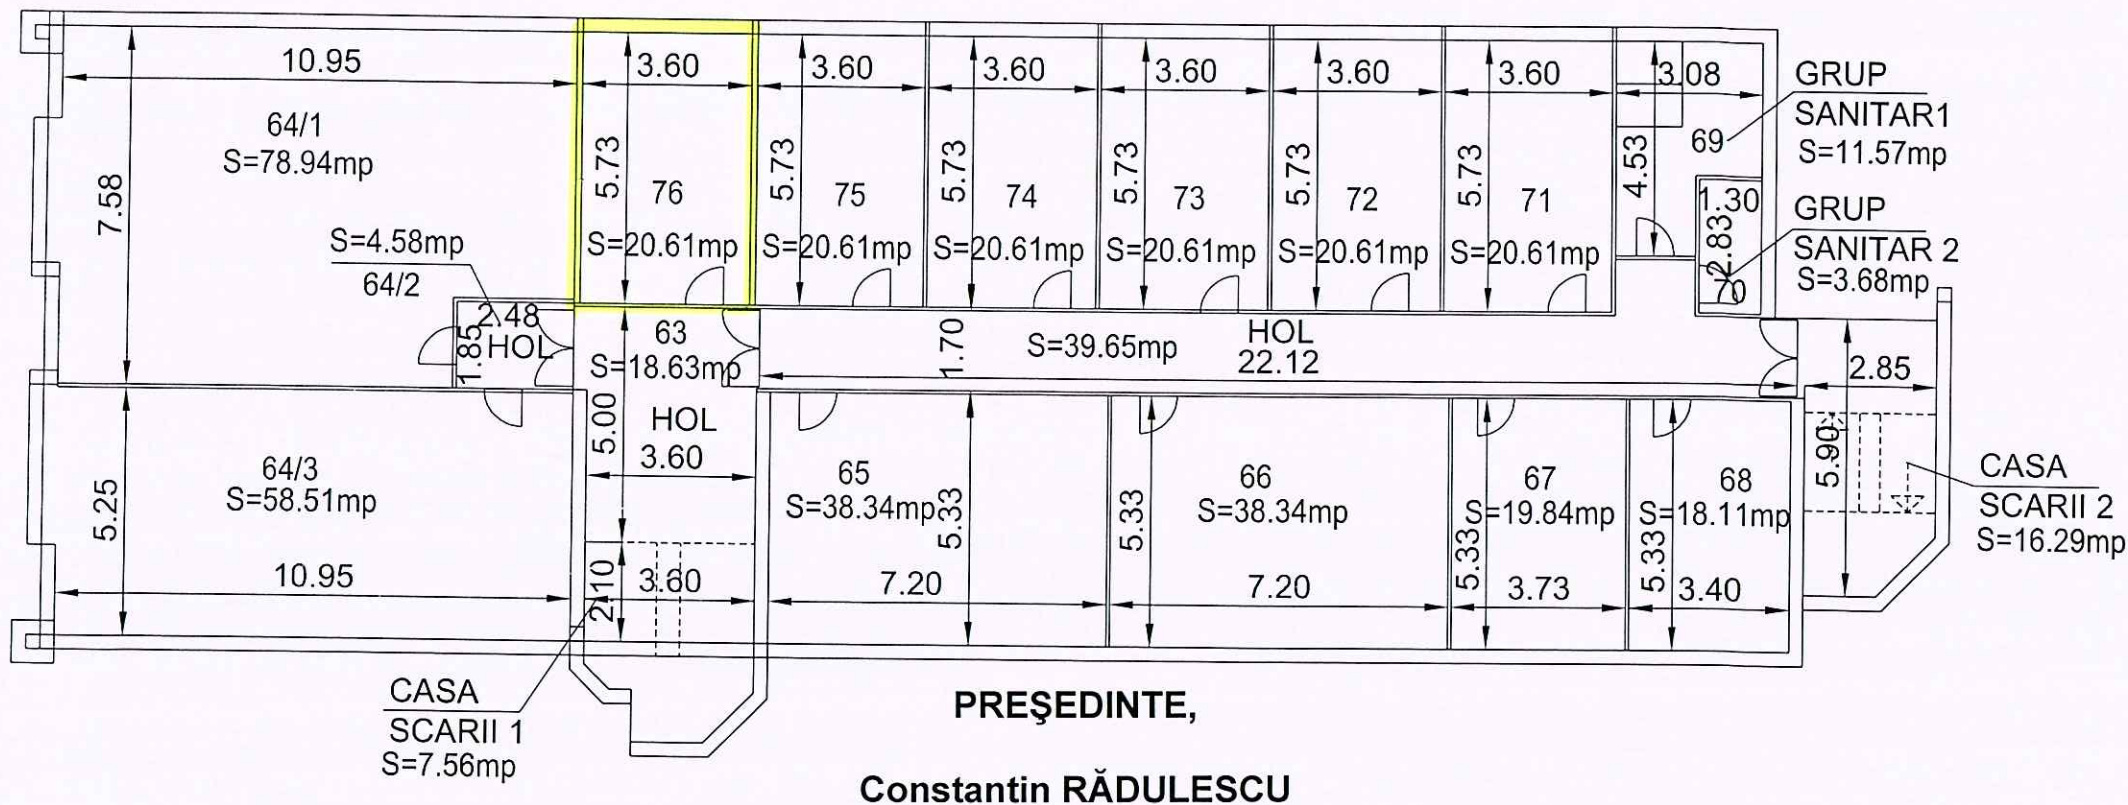 10.95
64/1
S=78.94mp
7.58
S=4.58mp
64/2
2.48
1.85
HOL
3.60
5.73
76
S=20.61mp
3.60
5.73
75
S=20.61mp
3.60
5.73
74
S=20.61mp
3.60
5.73
73
S=20.61mp
3.60
5.73
72
S=20.61mp
3.60
5.73
71
S=20.61mp
3.08
4.53
69
GRUP
SANITAR1
S=11.57mp
1.30
2.83
70
GRUP
SANITAR 2
S=3.68mp
63
S=18.63mp
5.00
HOL
3.60
1.70
S=39.65mp
HOL
22.12
2.85
5.90
CASA
SCARII 2
S=16.29mp
64/3
S=58.51mp
5.25
10.95
2.10
3.60
65
S=38.34mp
5.33
7.20
66
S=38.34mp
5.33
7.20
67
S=19.84mp
5.33
3.73
68
S=18.11mp
5.33
3.40
CASA
SCARII 1
S=7.56mp
PREŞEDINTE,
Constantin RĂDULESCU